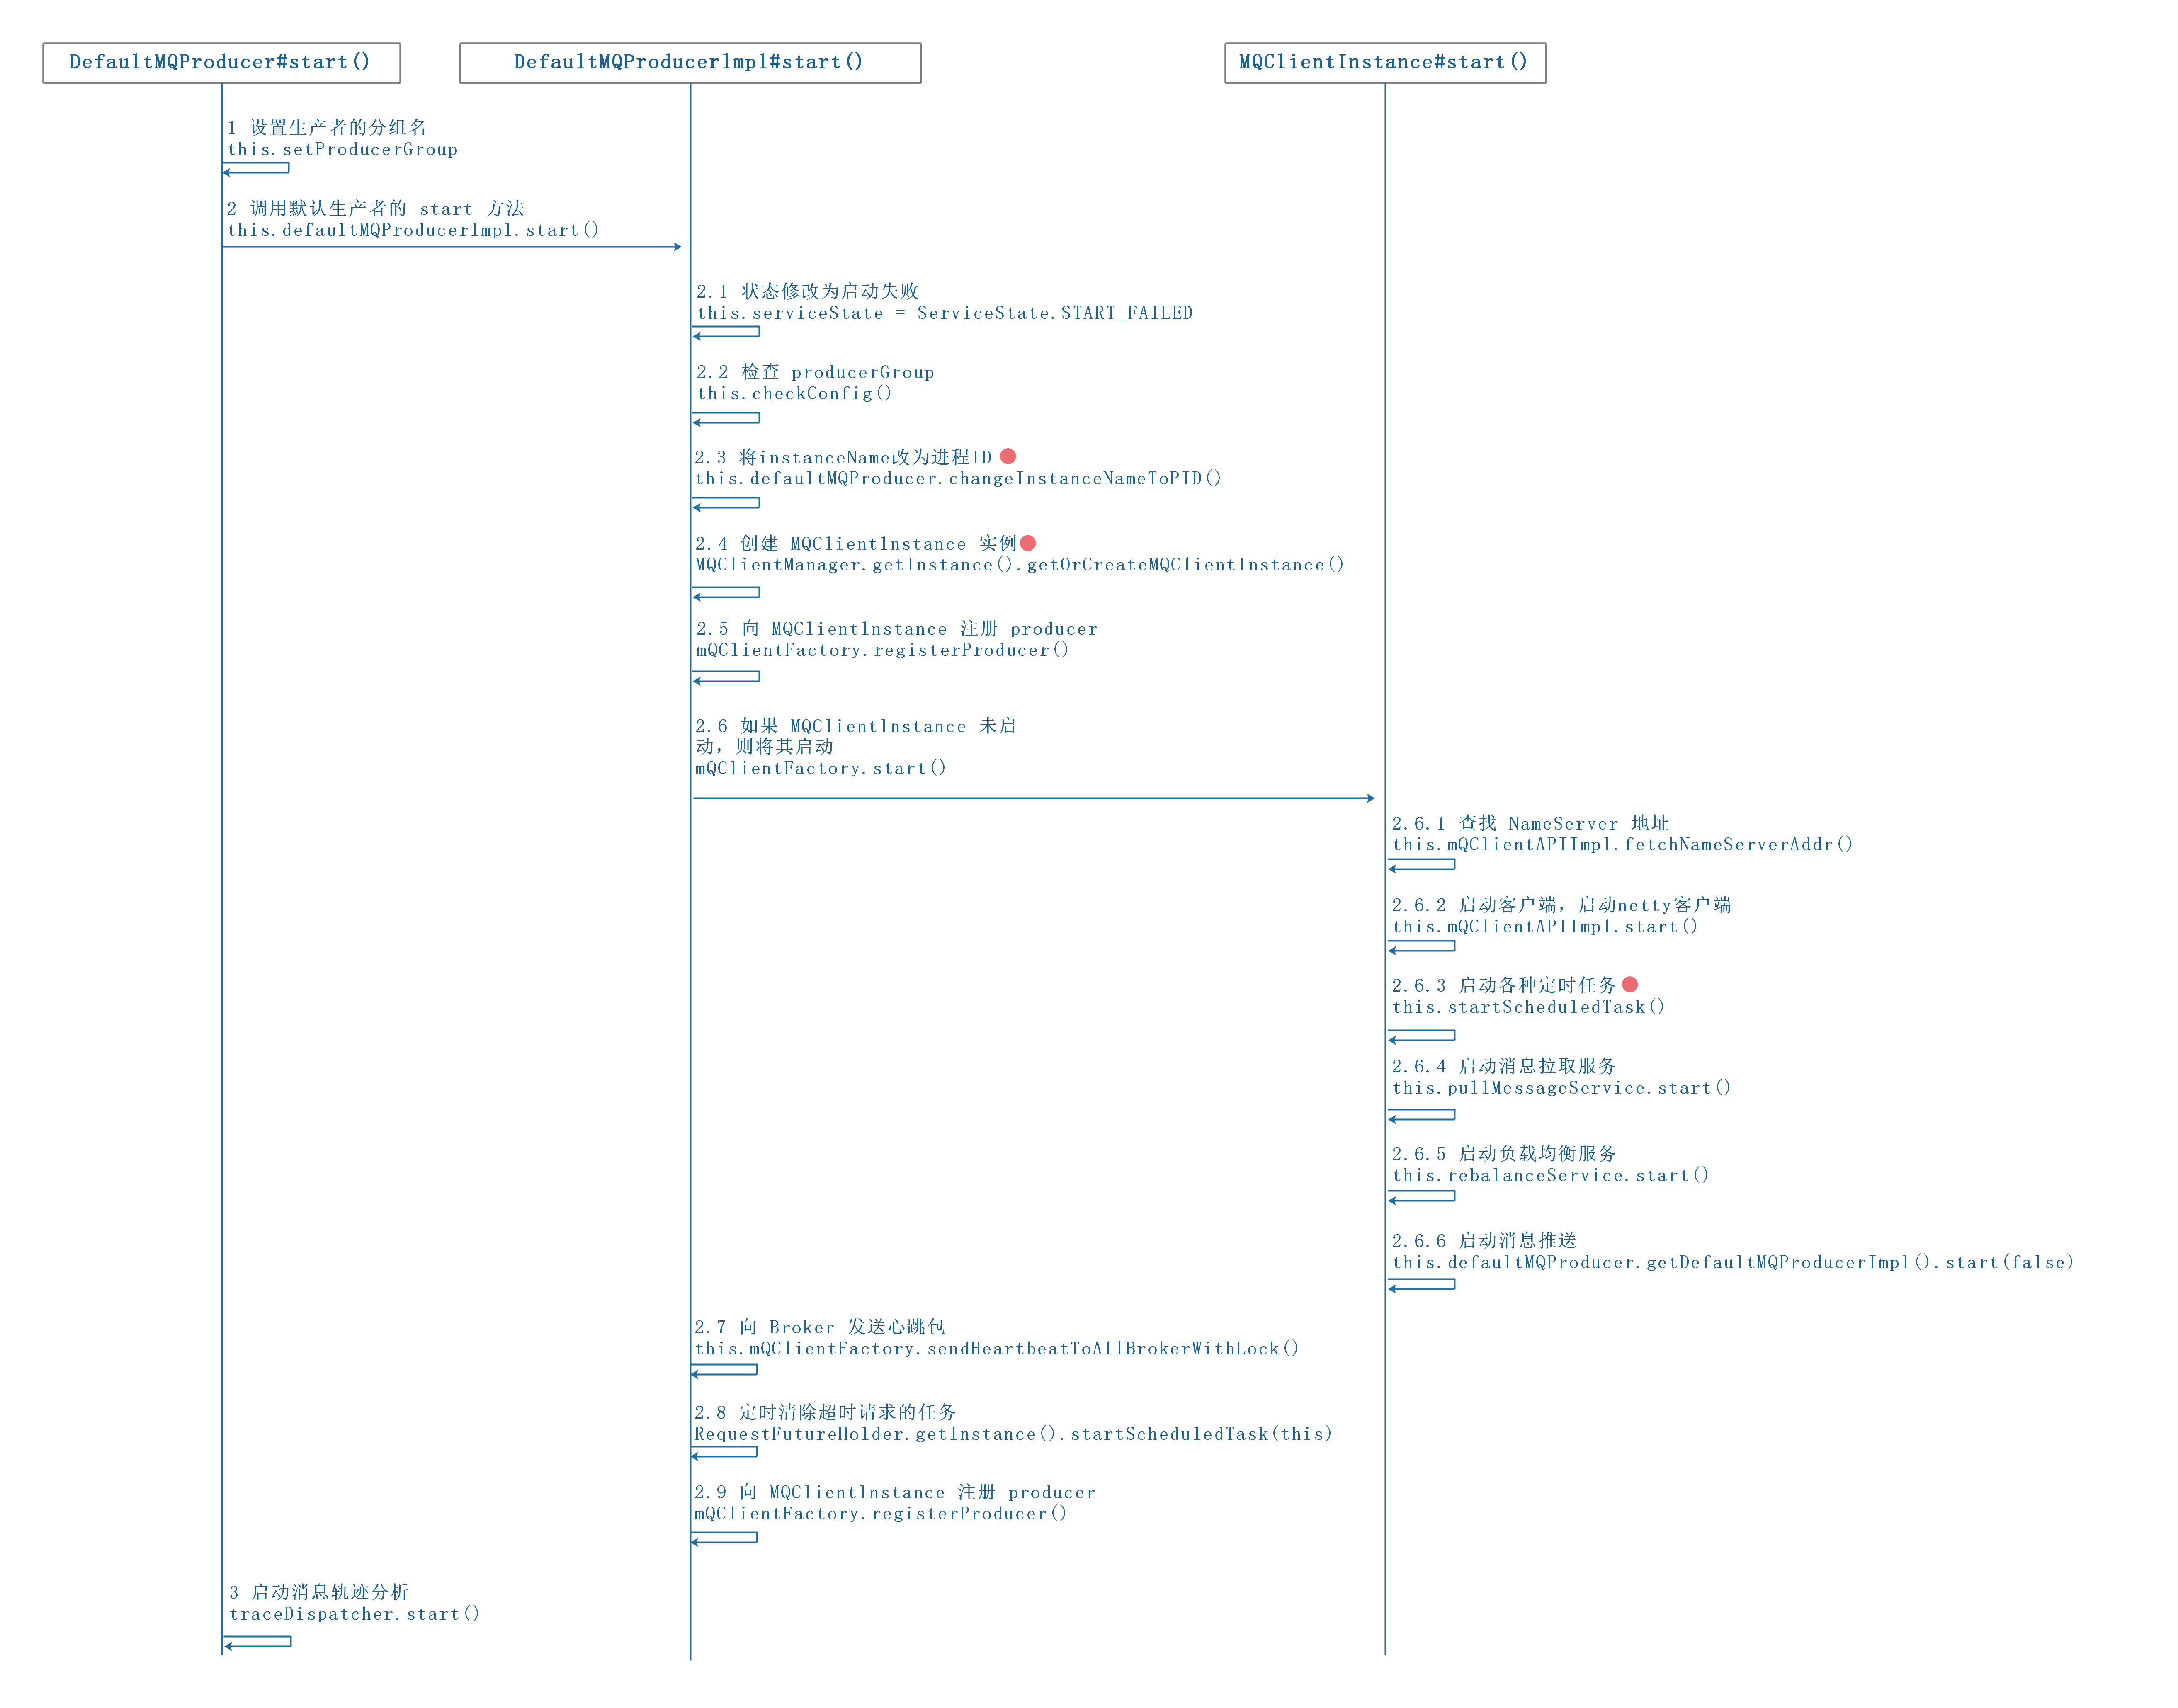 DefaultMQProducer#start()
DefaultMQProducerlmpl#start()
MQClientInstance#start()
1 设置生产者的分组名
this.setProducerGroup
2 调用默认生产者的 start 方法
this.defaultMQProducerImpl.start()
2.1 状态修改为启动失败
this.serviceState = ServiceState.START_FAILED
2.2 检查 producerGroup
this.checkConfig()
2.3 将instanceName改为进程ID
this.defaultMQProducer.changeInstanceNameToPID()
2.4 创建 MQClientlnstance 实例
MQClientManager.getInstance().getOrCreateMQClientInstance()
2.5 向 MQClientlnstance 注册 producer
mQClientFactory.registerProducer()
2.6 如果 MQClientlnstance 未启
动，则将其启动
mQClientFactory.start()
2.6.1 查找 NameServer 地址
this.mQClientAPIImpl.fetchNameServerAddr()
2.6.2 启动客户端，启动netty客户端
this.mQClientAPIImpl.start()
2.6.3 启动各种定时任务
this.startScheduledTask()
2.6.4 启动消息拉取服务
this.pullMessageService.start()
2.6.5 启动负载均衡服务
this.rebalanceService.start()
2.6.6 启动消息推送
this.defaultMQProducer.getDefaultMQProducerImpl().start(false)
2.7 向 Broker 发送心跳包
this.mQClientFactory.sendHeartbeatToAllBrokerWithLock()
2.8 定时清除超时请求的任务
RequestFutureHolder.getInstance().startScheduledTask(this)
2.9 向 MQClientlnstance 注册 producer
mQClientFactory.registerProducer()
3 启动消息轨迹分析
traceDispatcher.start()